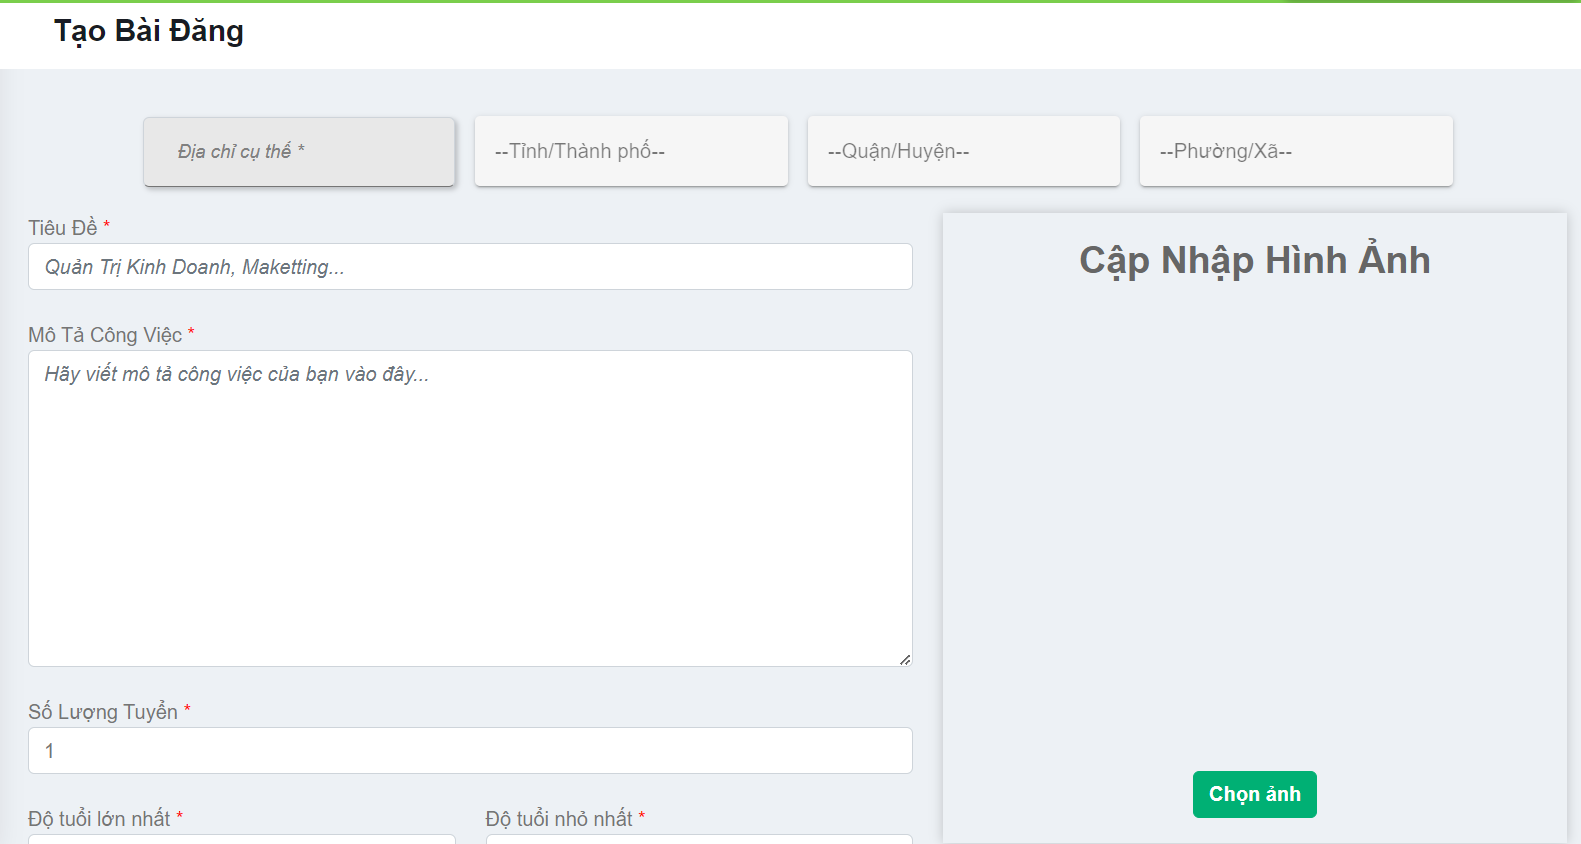 Tạo Bài Đăng
Địa chỉ cụ thể *
--Tỉnh/Thành phố--
--Quận/Huyện--
--Phường/Xã--
Tiêu Đề *
Quản Trị Kinh Doanh, Maketting...
Mô Tả Công Việc *
Hãy viết mô tả công việc của bạn vào đây...
Số Lượng Tuyển *
1
Độ tuổi lớn nhất *
Độ tuổi nhỏ nhất *
Cập Nhập Hình Ảnh
Chọn ảnh